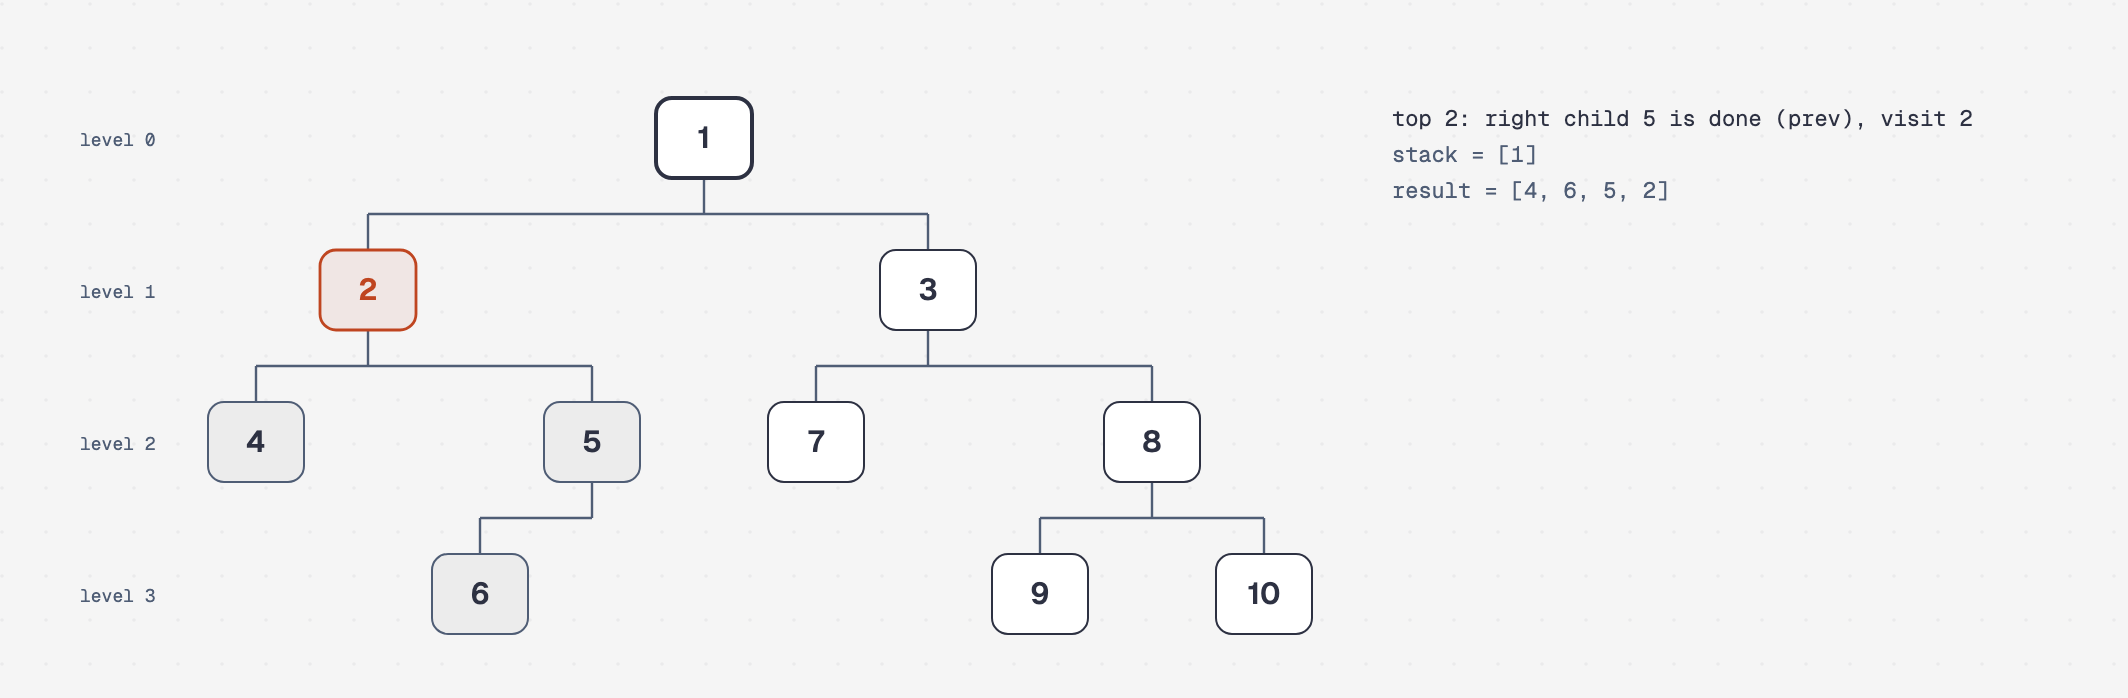 top 2: right child 5 is done (prev), visit 2
stack = [1]
result = [4, 6, 5, 2]
level 0
1
level 1
2
3
level 2
4
5
7
8
level 3
6
9
10